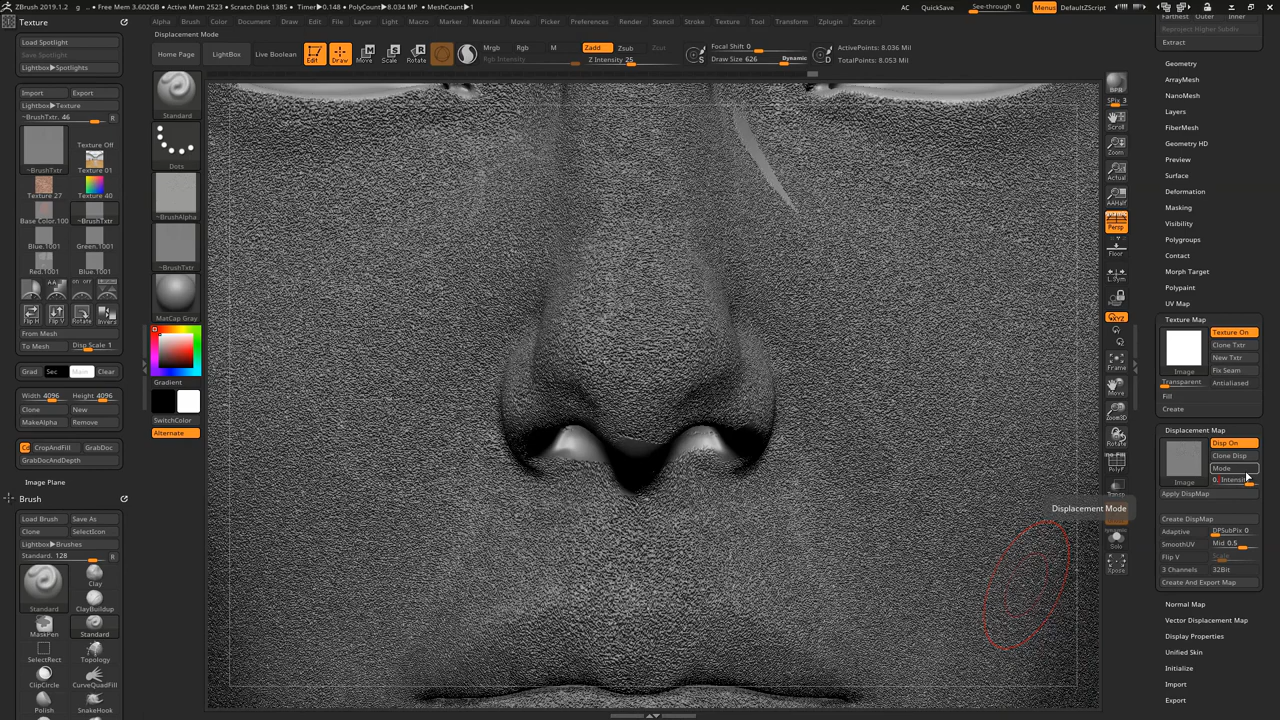 ZBrush 2019.1.2
Free Mem 3.602GB • Active Mem 2523 • Scratch Disk 1385 • Timer▶0.148 • PolyCount▶8.034 MP • MeshCount▶1
AC QuickSave See-through 0 Menus DefaultZScript
Texture
Alpha Brush Color Document Draw Edit File Layer Light Macro Marker Material Movie Picker Preferences Render Stencil Stroke Texture Tool Transform Zplugin Zscript
Displacement Mode
Load Spotlight
Save Spotlight
Lightbox▶Spotlights
Import Export
Lightbox▶Texture
~BrushTxtr. 46 R
Texture Off
~BrushTxtr Texture 01
Texture 27 Texture 40
Base Color.100 ~BrushTxtr
Blue.1001 Green.1001
Red.1001 Blue.1001
on off
Flip H Flip V Rotate Invers
From Mesh
To Mesh Disp Scale 1
Grad Sec Main Clear
Width 4096 Height 4096
Clone New
MakeAlpha Remove
CropAndFill GrabDoc
GrabDocAndDepth
Image Plane
Brush
Load Brush Save As
Clone SelectIcon
Lightbox▶Brushes
Standard. 128 R
Clay
Standard ClayBuildup
MaskPen Standard
SelectRect Topology
ClipCircle CurveQuadFill
Polish SnakeHook
Home Page LightBox Live Boolean Edit Draw Move Scale Rotate
Mrgb Rgb M Zadd Zsub Zcut
Rgb Intensity Z Intensity 25
Focal Shift 0
Draw Size 626 Dynamic
S D
ActivePoints: 8.036 Mil
TotalPoints: 8.053 Mil
Standard
Dots
~BrushAlpha
~BrushTxtr
MatCap Gray
Gradient
SwitchColor
Alternate
BPR
SPix 3
Scroll
Zoom
Actual
AAHalf
Persp
Floor
L.Sym
XYZ
Frame
Move
Zoom3D
Rotate
PolyF
Transp
Solo
Xpose
Displacement Mode
Farthest Outer Inner
Reproject Higher Subdiv
Extract
Geometry
ArrayMesh
NanoMesh
Layers
FiberMesh
Geometry HD
Preview
Surface
Deformation
Masking
Visibility
Polygroups
Contact
Morph Target
Polypaint
UV Map
Texture Map
Texture On
Clone Txtr
New Txtr
Image Fix Seam
Transparent Antialiased
Fill
Create
Displacement Map
Disp On
Clone Disp
Mode
Image
Apply DispMap
Create DispMap
Adaptive DPSubPix 0
SmoothUV Mid 0.5
Flip V Scale
3 Channels 32Bit
Create And Export Map
Normal Map
Vector Displacement Map
Display Properties
Unified Skin
Initialize
Import
Export